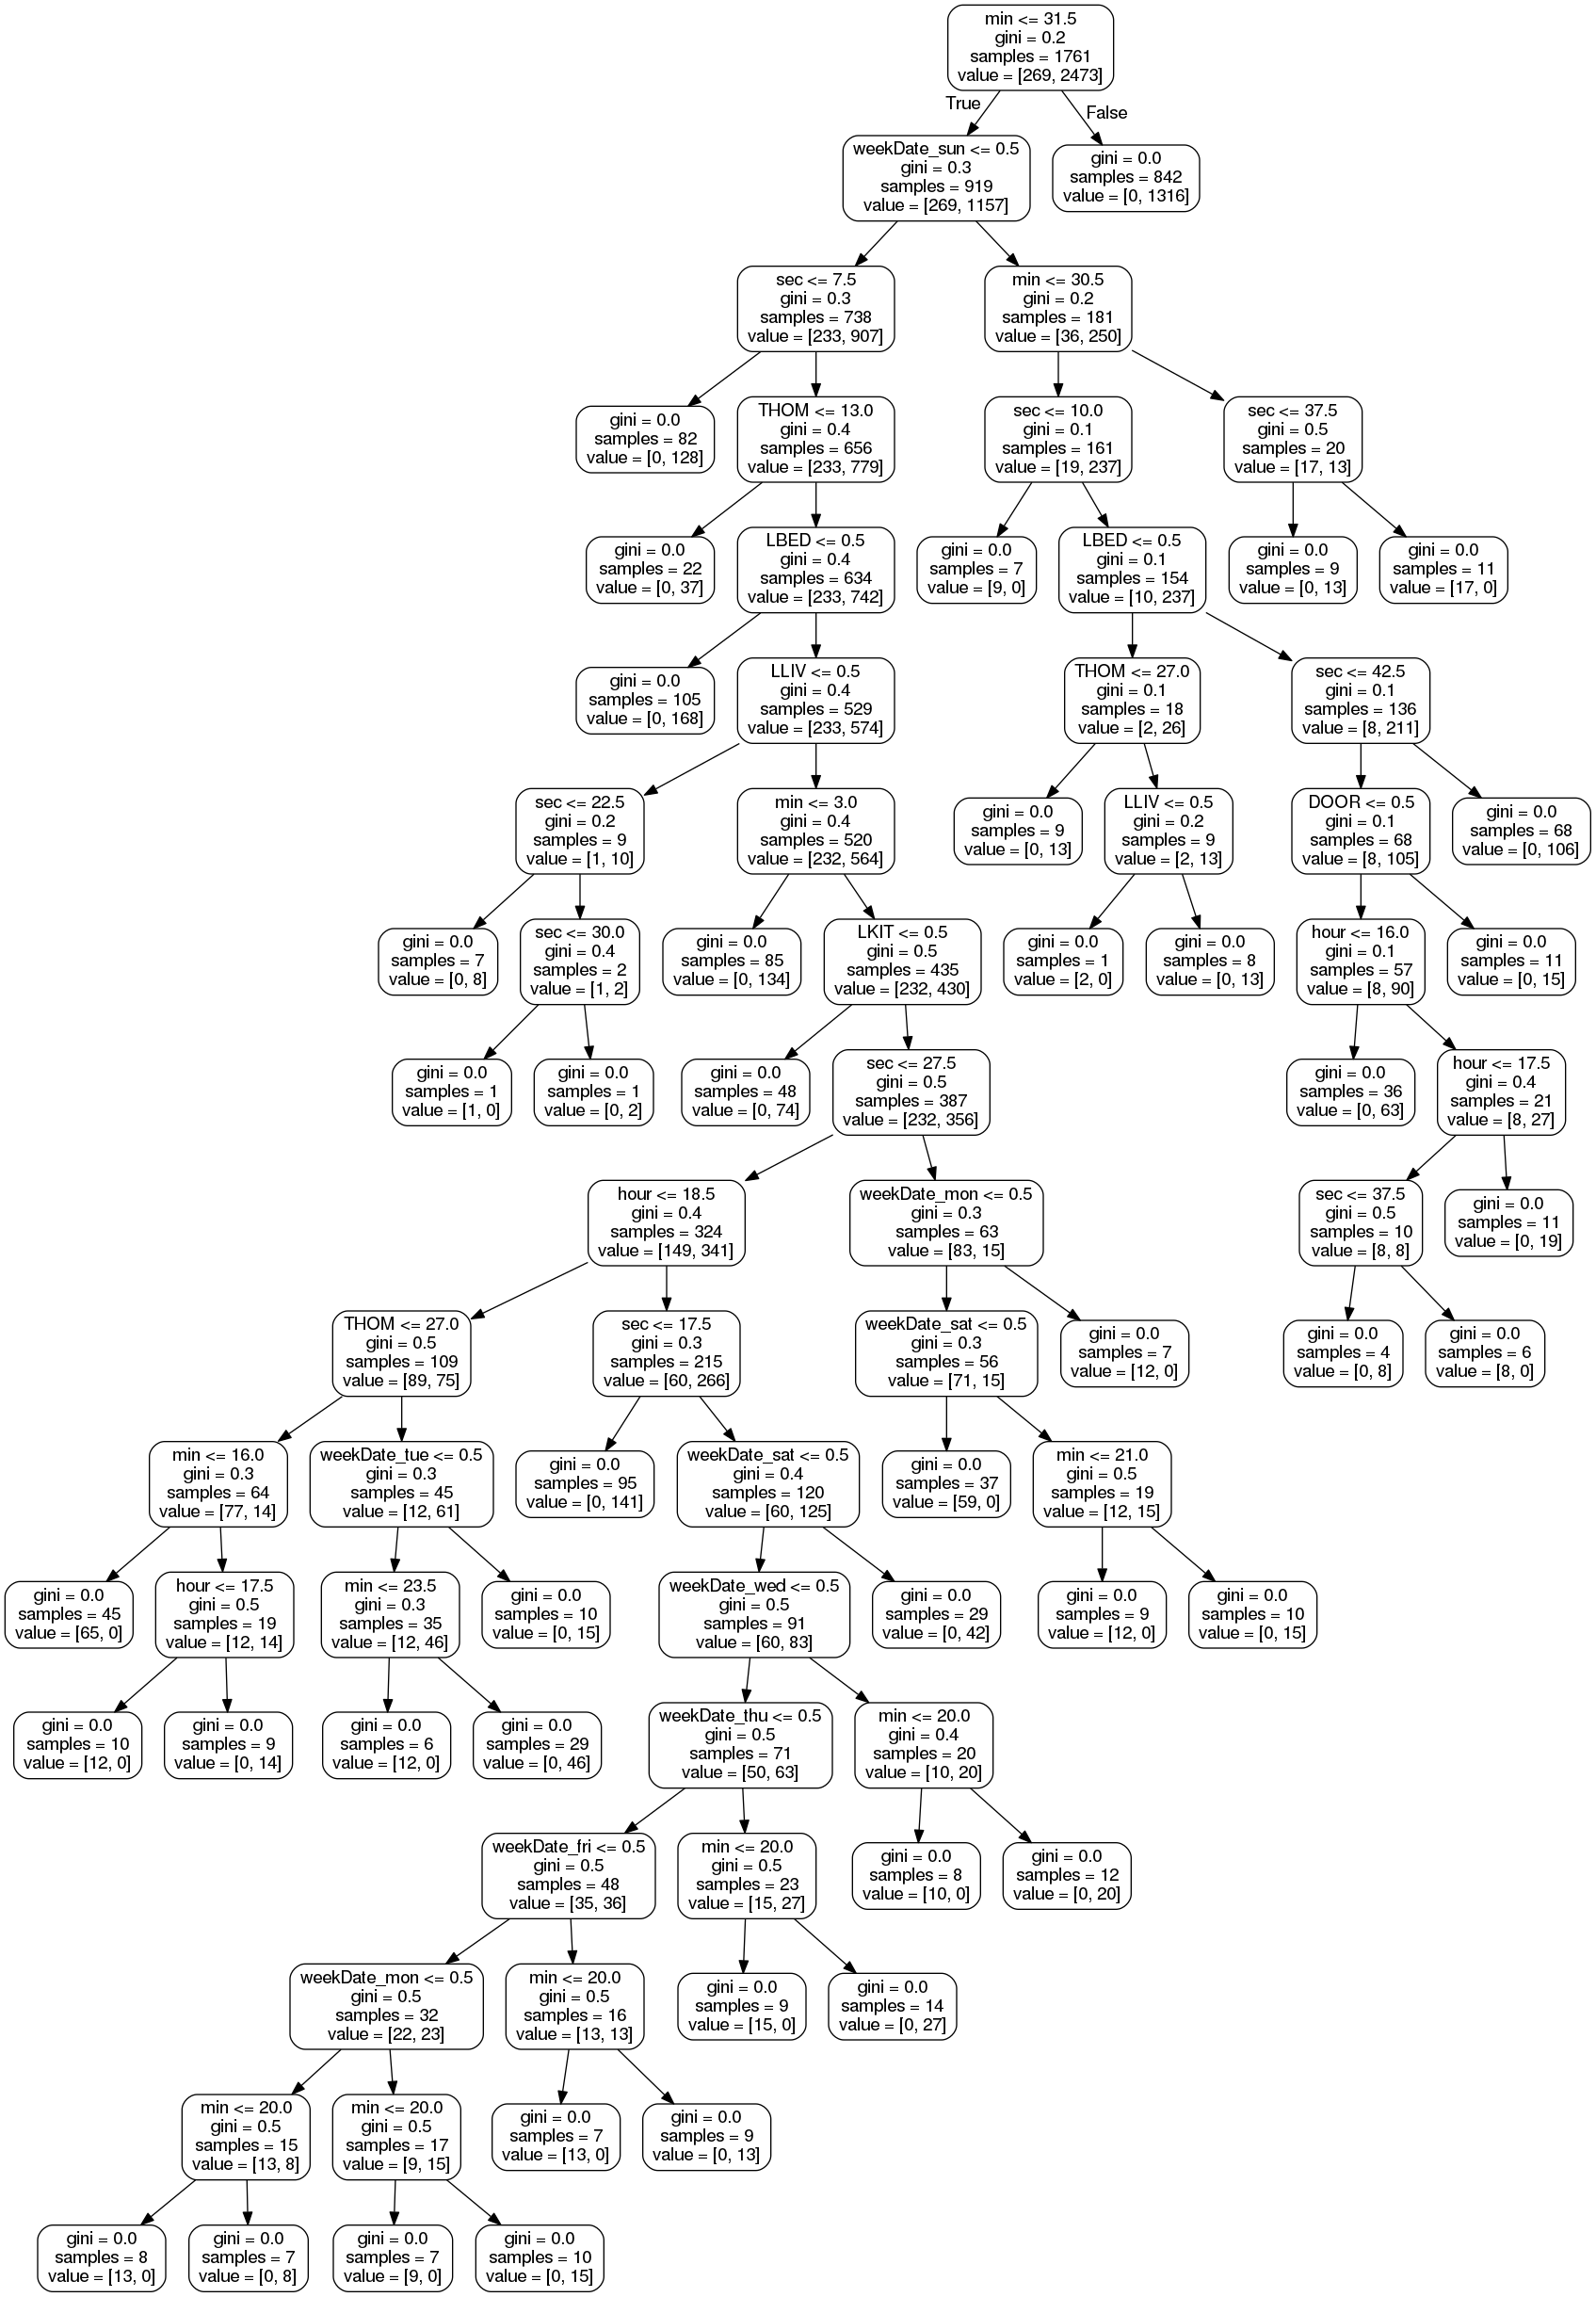 min <= 31.5
gini = 0.2
samples = 1761
value = [269, 2473]
True
False
weekDate_sun <= 0.5
gini = 0.3
samples = 919
value = [269, 1157]
gini = 0.0
samples = 842
value = [0, 1316]
sec <= 7.5
gini = 0.3
samples = 738
value = [233, 907]
min <= 30.5
gini = 0.2
samples = 181
value = [36, 250]
gini = 0.0
samples = 82
value = [0, 128]
THOM <= 13.0
gini = 0.4
samples = 656
value = [233, 779]
sec <= 10.0
gini = 0.1
samples = 161
value = [19, 237]
sec <= 37.5
gini = 0.5
samples = 20
value = [17, 13]
gini = 0.0
samples = 22
value = [0, 37]
LBED <= 0.5
gini = 0.4
samples = 634
value = [233, 742]
gini = 0.0
samples = 7
value = [9, 0]
LBED <= 0.5
gini = 0.1
samples = 154
value = [10, 237]
gini = 0.0
samples = 9
value = [0, 13]
gini = 0.0
samples = 11
value = [17, 0]
gini = 0.0
samples = 105
value = [0, 168]
LLIV <= 0.5
gini = 0.4
samples = 529
value = [233, 574]
THOM <= 27.0
gini = 0.1
samples = 18
value = [2, 26]
sec <= 42.5
gini = 0.1
samples = 136
value = [8, 211]
sec <= 22.5
gini = 0.2
samples = 9
value = [1, 10]
min <= 3.0
gini = 0.4
samples = 520
value = [232, 564]
gini = 0.0
samples = 9
value = [0, 13]
LLIV <= 0.5
gini = 0.2
samples = 9
value = [2, 13]
DOOR <= 0.5
gini = 0.1
samples = 68
value = [8, 105]
gini = 0.0
samples = 68
value = [0, 106]
gini = 0.0
samples = 7
value = [0, 8]
sec <= 30.0
gini = 0.4
samples = 2
value = [1, 2]
gini = 0.0
samples = 85
value = [0, 134]
LKIT <= 0.5
gini = 0.5
samples = 435
value = [232, 430]
gini = 0.0
samples = 1
value = [2, 0]
gini = 0.0
samples = 8
value = [0, 13]
hour <= 16.0
gini = 0.1
samples = 57
value = [8, 90]
gini = 0.0
samples = 11
value = [0, 15]
gini = 0.0
samples = 1
value = [1, 0]
gini = 0.0
samples = 1
value = [0, 2]
gini = 0.0
samples = 48
value = [0, 74]
sec <= 27.5
gini = 0.5
samples = 387
value = [232, 356]
gini = 0.0
samples = 36
value = [0, 63]
hour <= 17.5
gini = 0.4
samples = 21
value = [8, 27]
hour <= 18.5
gini = 0.4
samples = 324
value = [149, 341]
weekDate_mon <= 0.5
gini = 0.3
samples = 63
value = [83, 15]
sec <= 37.5
gini = 0.5
samples = 10
value = [8, 8]
gini = 0.0
samples = 11
value = [0, 19]
THOM <= 27.0
gini = 0.5
samples = 109
value = [89, 75]
sec <= 17.5
gini = 0.3
samples = 215
value = [60, 266]
weekDate_sat <= 0.5
gini = 0.3
samples = 56
value = [71, 15]
gini = 0.0
samples = 7
value = [12, 0]
gini = 0.0
samples = 4
value = [0, 8]
gini = 0.0
samples = 6
value = [8, 0]
min <= 16.0
gini = 0.3
samples = 64
value = [77, 14]
weekDate_tue <= 0.5
gini = 0.3
samples = 45
value = [12, 61]
gini = 0.0
samples = 95
value = [0, 141]
weekDate_sat <= 0.5
gini = 0.4
samples = 120
value = [60, 125]
gini = 0.0
samples = 37
value = [59, 0]
min <= 21.0
gini = 0.5
samples = 19
value = [12, 15]
gini = 0.0
samples = 45
value = [65, 0]
hour <= 17.5
gini = 0.5
samples = 19
value = [12, 14]
min <= 23.5
gini = 0.3
samples = 35
value = [12, 46]
gini = 0.0
samples = 10
value = [0, 15]
weekDate_wed <= 0.5
gini = 0.5
samples = 91
value = [60, 83]
gini = 0.0
samples = 29
value = [0, 42]
gini = 0.0
samples = 9
value = [12, 0]
gini = 0.0
samples = 10
value = [0, 15]
gini = 0.0
samples = 10
value = [12, 0]
gini = 0.0
samples = 9
value = [0, 14]
gini = 0.0
samples = 6
value = [12, 0]
gini = 0.0
samples = 29
value = [0, 46]
weekDate_thu <= 0.5
gini = 0.5
samples = 71
value = [50, 63]
min <= 20.0
gini = 0.4
samples = 20
value = [10, 20]
weekDate_fri <= 0.5
gini = 0.5
samples = 48
value = [35, 36]
min <= 20.0
gini = 0.5
samples = 23
value = [15, 27]
gini = 0.0
samples = 8
value = [10, 0]
gini = 0.0
samples = 12
value = [0, 20]
weekDate_mon <= 0.5
gini = 0.5
samples = 32
value = [22, 23]
min <= 20.0
gini = 0.5
samples = 16
value = [13, 13]
gini = 0.0
samples = 9
value = [15, 0]
gini = 0.0
samples = 14
value = [0, 27]
min <= 20.0
gini = 0.5
samples = 15
value = [13, 8]
min <= 20.0
gini = 0.5
samples = 17
value = [9, 15]
gini = 0.0
samples = 7
value = [13, 0]
gini = 0.0
samples = 9
value = [0, 13]
gini = 0.0
samples = 8
value = [13, 0]
gini = 0.0
samples = 7
value = [0, 8]
gini = 0.0
samples = 7
value = [9, 0]
gini = 0.0
samples = 10
value = [0, 15]